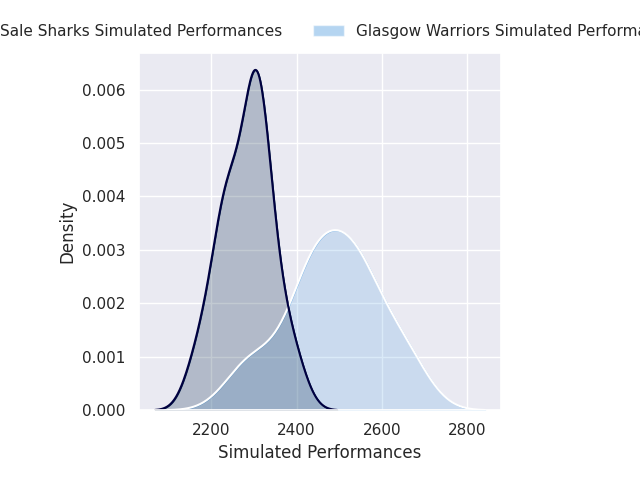 Sale Sharks Simulated Performances
Glasgow Warriors Simulated
0.006
0.005
0.004
0.003
0.002
0.001
0.000
Density
2200 2400 2600 2800
Simulated Performances